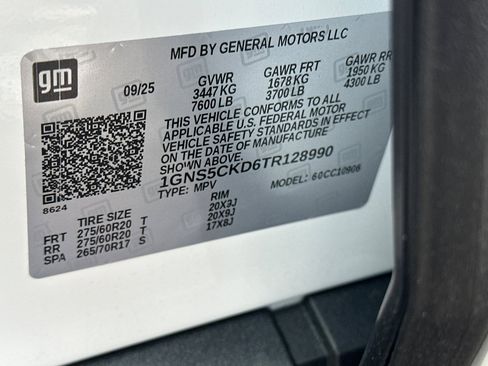 MFD BY GENERAL MOTORS LLC
gm
09/25
GVWR
3447 KG
7600 LB
GAWR FRT
1678 KG
3700 LB
GAWR RR
1950 KG
4300 LB
THIS VEHICLE CONFORMS TO ALL
APPLICABLE U.S. FEDERAL MOTOR
VEHICLE SAFETY STANDARDS IN EFFECT
ON THE DATE OF MANUFACTURE
SHOWN ABOVE.
1GNS5CKD6TR128990
TYPE: MPV
MODEL: 60CC10906
8624
TIRE SIZE
RIM
FRT 275/60R20 T 20X9J
RR 275/60R20 T 20X9J
SPA 265/70R17 S 17X8J